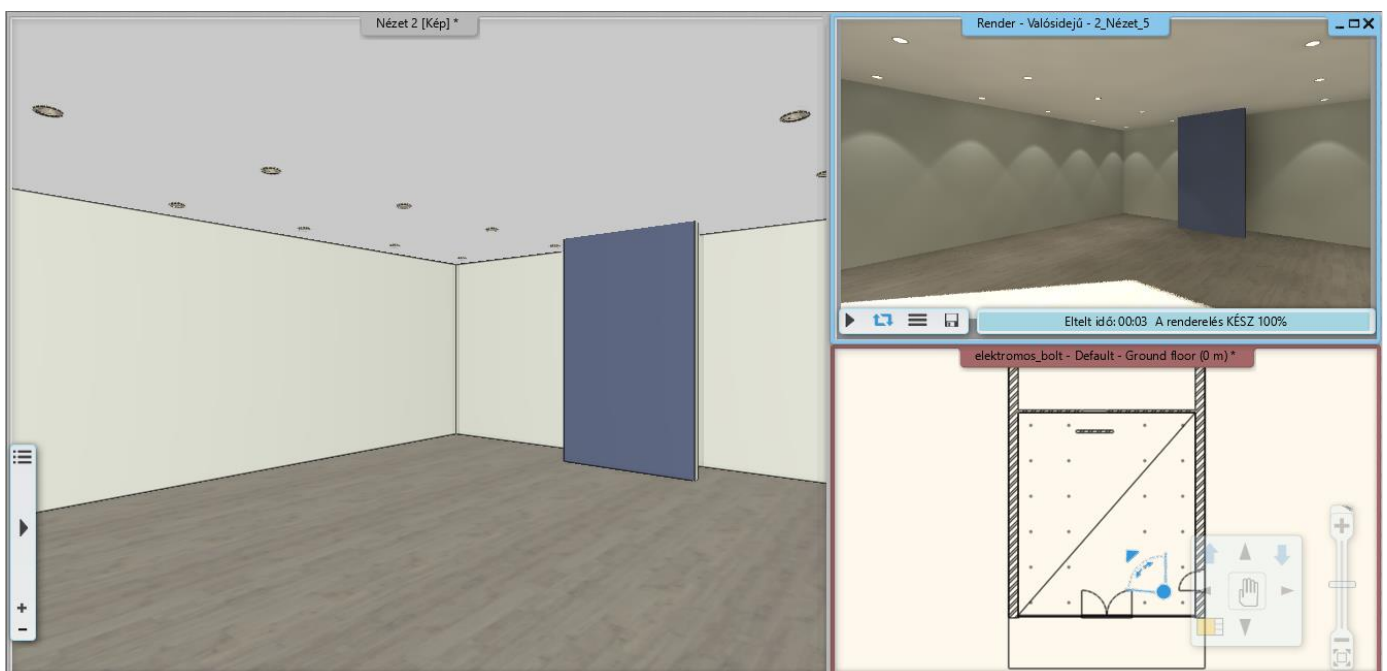 Nézet 2 [Kép] *
Render - Valósidejű - 2_Nézet_5
Eltelt idő: 00:03 A renderelés KÉSZ 100%
elektromos_bolt - Default - Ground floor (0 m) *